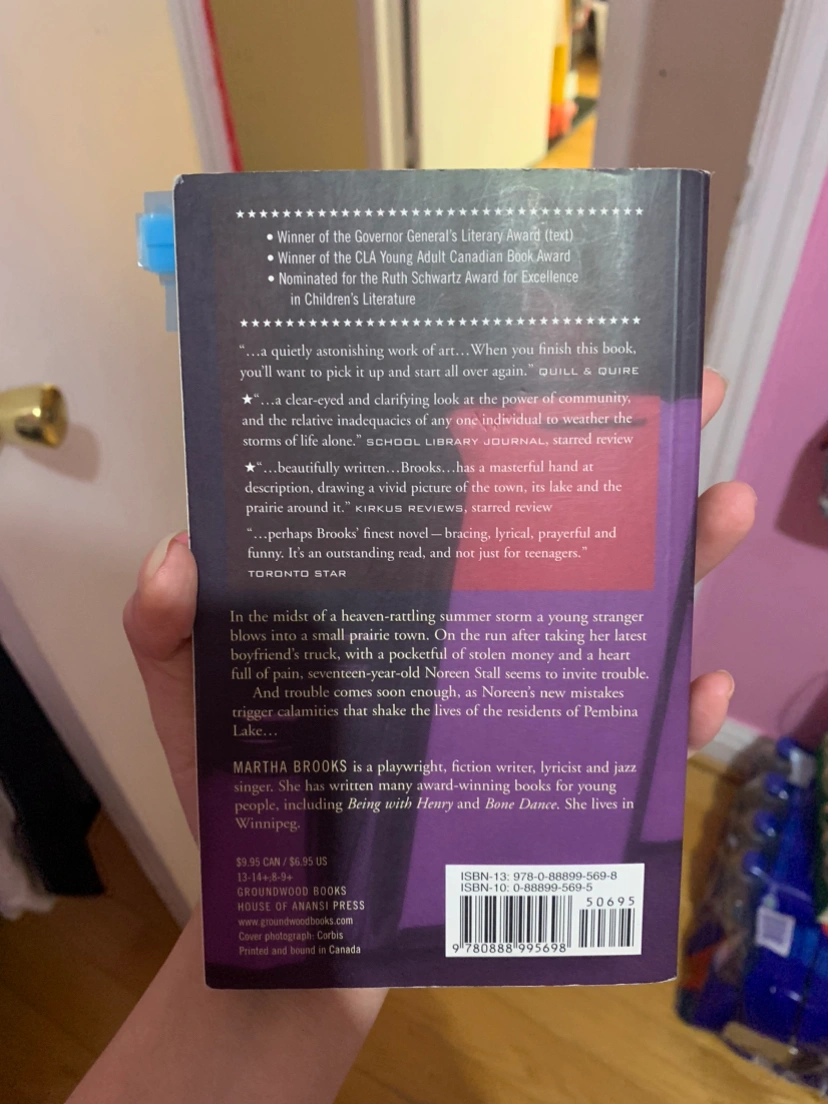 ★★★★★★★★★★★★★★★★★★★★★★★★★★★★★★★★★★★
• Winner of the Governor General's Literary Award (text)
• Winner of the CLA Young Adult Canadian Book Award
• Nominated for the Ruth Schwartz Award for Excellence
in Children's Literature
★★★★★★★★★★★★★★★★★★★★★★★★★★★★★★★★★★★
“…a quietly astonishing work of art…When you finish this book,
you'll want to pick it up and start all over again.” QUILL & QUIRE
★“…a clear-eyed and clarifying look at the power of community,
and the relative inadequacies of any one individual to weather the
storms of life alone.” SCHOOL LIBRARY JOURNAL, starred review
★“…beautifully written…Brooks…has a masterful hand at
description, drawing a vivid picture of the town, its lake and the
prairie around it.” KIRKUS REVIEWS, starred review
“…perhaps Brooks' finest novel—bracing, lyrical, prayerful and
funny. It's an outstanding read, and not just for teenagers.”
TORONTO STAR
In the midst of a heaven-rattling summer storm a young stranger
blows into a small prairie town. On the run after taking her latest
boyfriend's truck, with a pocketful of stolen money and a heart
full of pain, seventeen-year-old Noreen Stall seems to invite trouble.
And trouble comes soon enough, as Noreen's new mistakes
trigger calamities that shake the lives of the residents of Pembina
Lake…
MARTHA BROOKS is a playwright, fiction writer, lyricist and jazz
singer. She has written many award-winning books for young
people, including Being with Henry and Bone Dance. She lives in
Winnipeg.
$9.95 CAN / $6.95 US
13-14+;8-9+
GROUNDWOOD BOOKS
HOUSE OF ANANSI PRESS
www.groundwoodbooks.com
Cover photograph: Corbis
Printed and bound in Canada
ISBN-13: 978-0-88899-569-8
ISBN-10: 0-88899-569-5
50695
9 780888 995698